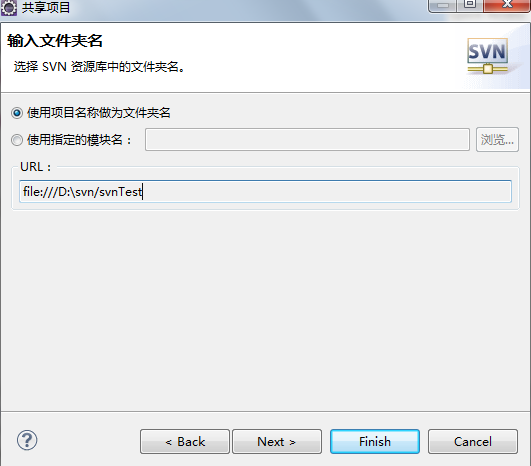 共享项目
输入文件夹名
选择 SVN 资源库中的文件夹名。
SVN
使用项目名称做为文件夹名
使用指定的模块名：
浏览...
URL：
file:///D:\svn/svnTest
?
< Back
Next >
Finish
Cancel